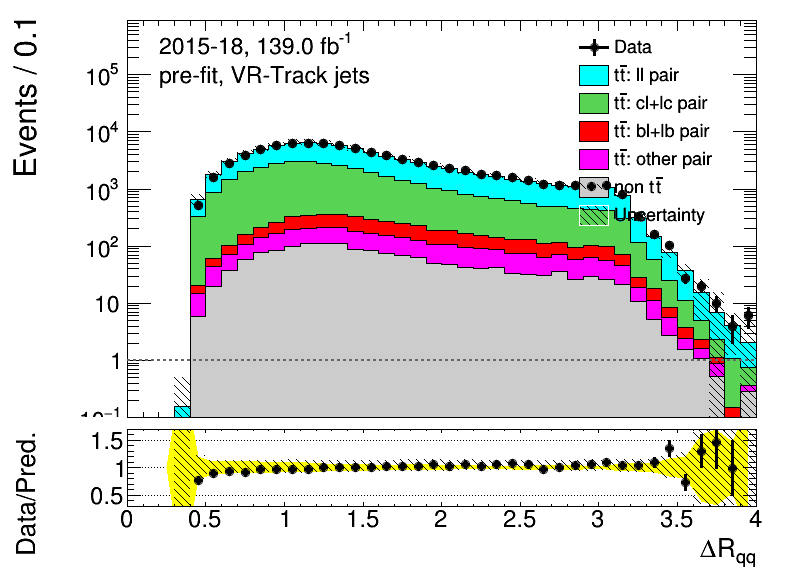 Events / 0.1
2015-18, 139.0 fb⁻¹
pre-fit, VR-Track jets
Data
tt̄: ll pair
tt̄: cl+lc pair
tt̄: bl+lb pair
tt̄: other pair
non tt̄
Uncertainty
10⁵
10⁴
10³
10²
10
1
10⁻¹
Data/Pred.
1.5
1
0.5
0 0.5 1 1.5 2 2.5 3 3.5 4
ΔR_qq